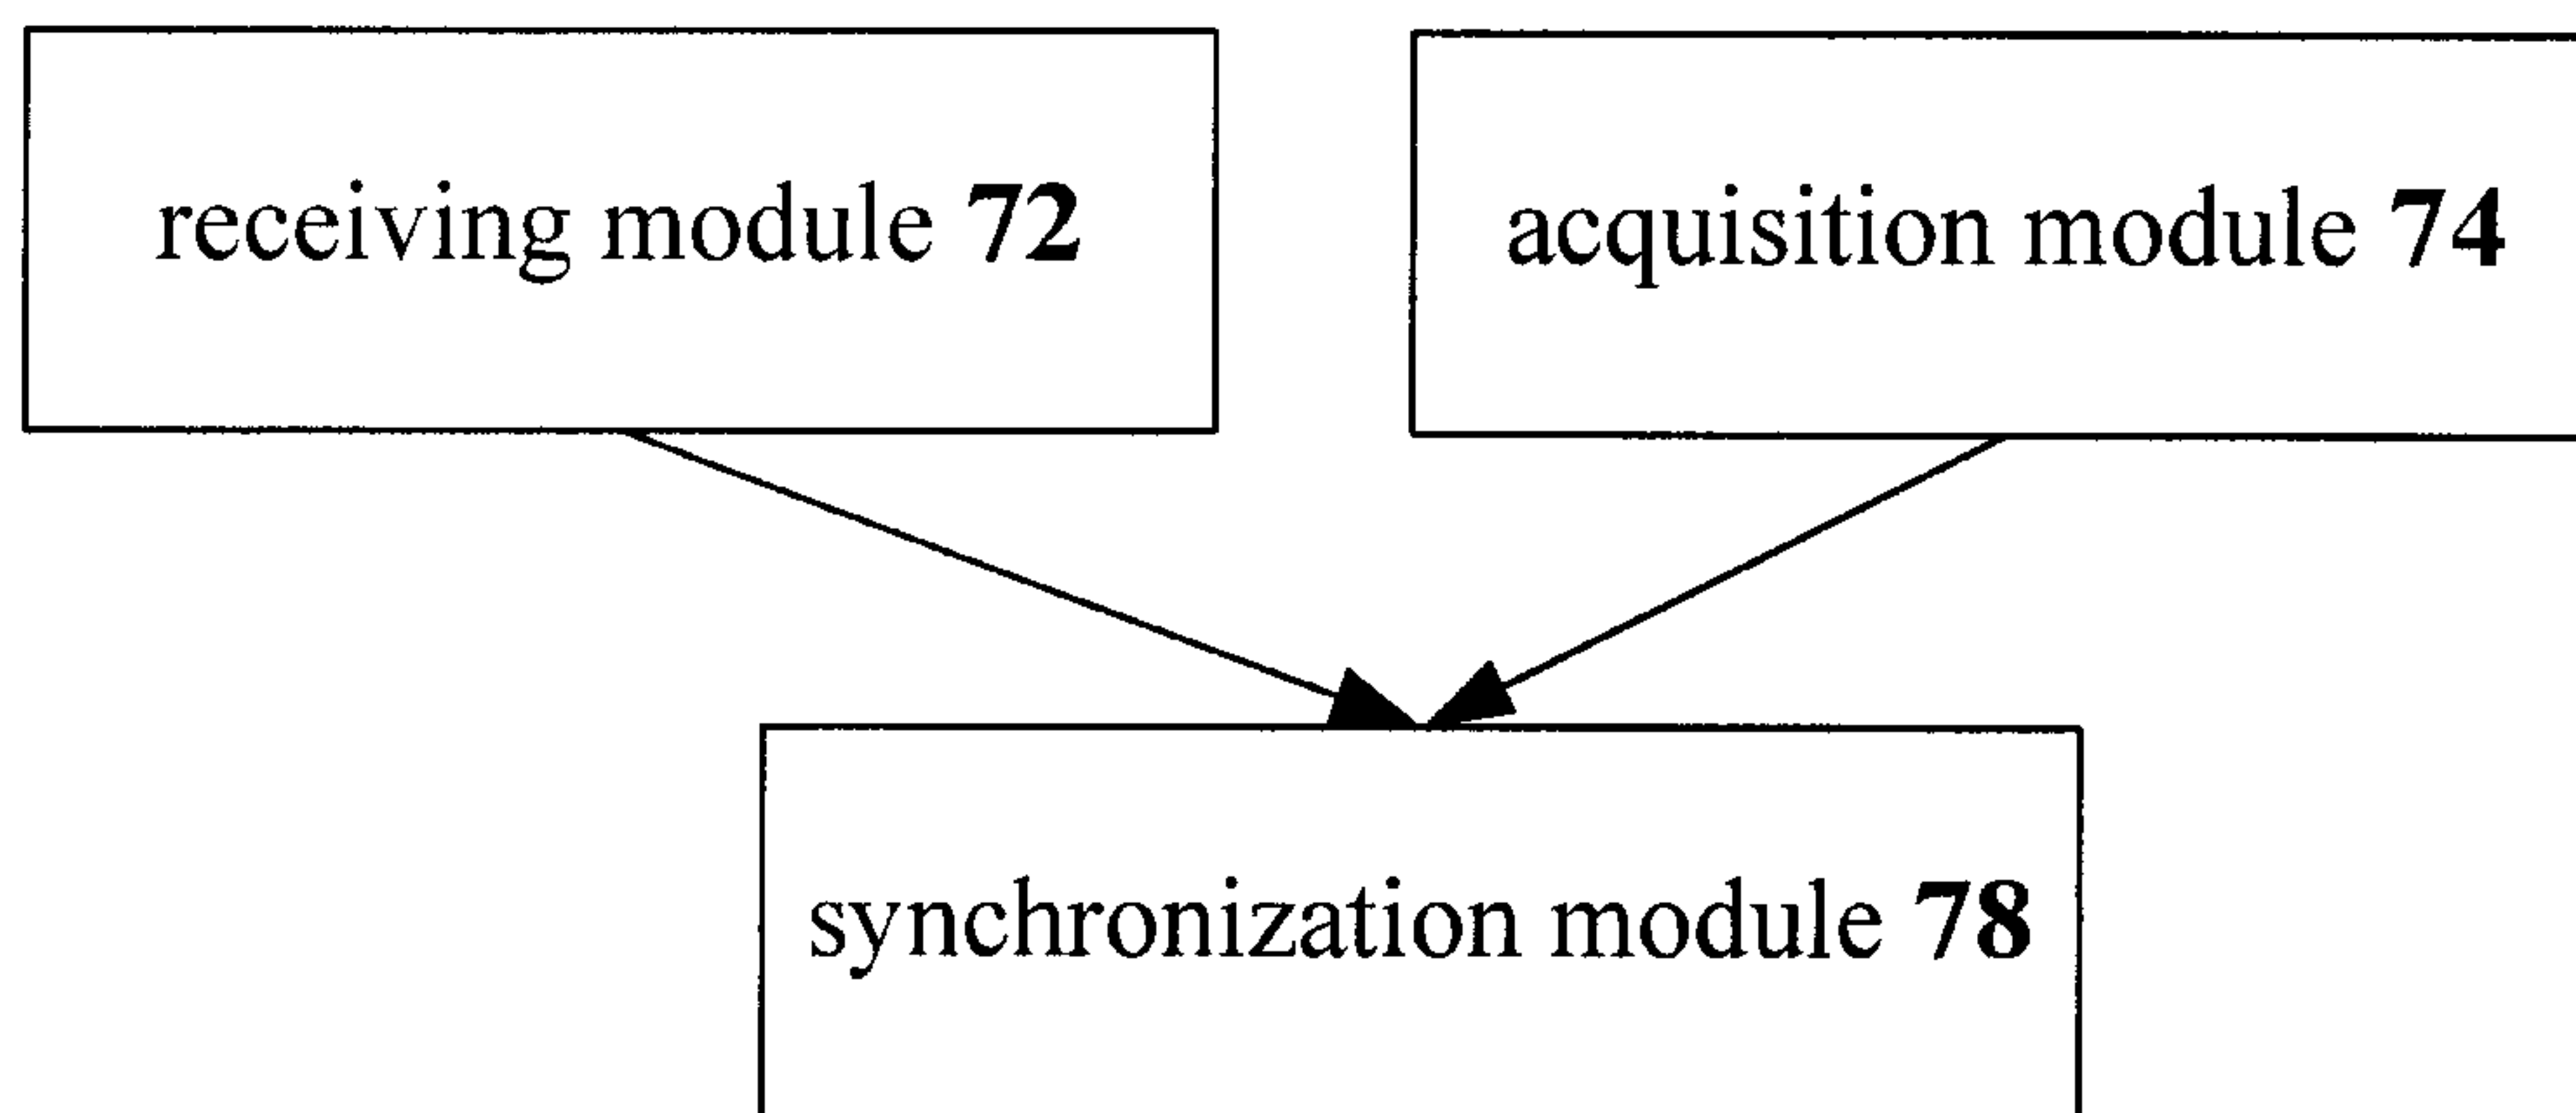 receiving module 72
acquisition module 74
synchronization module 78